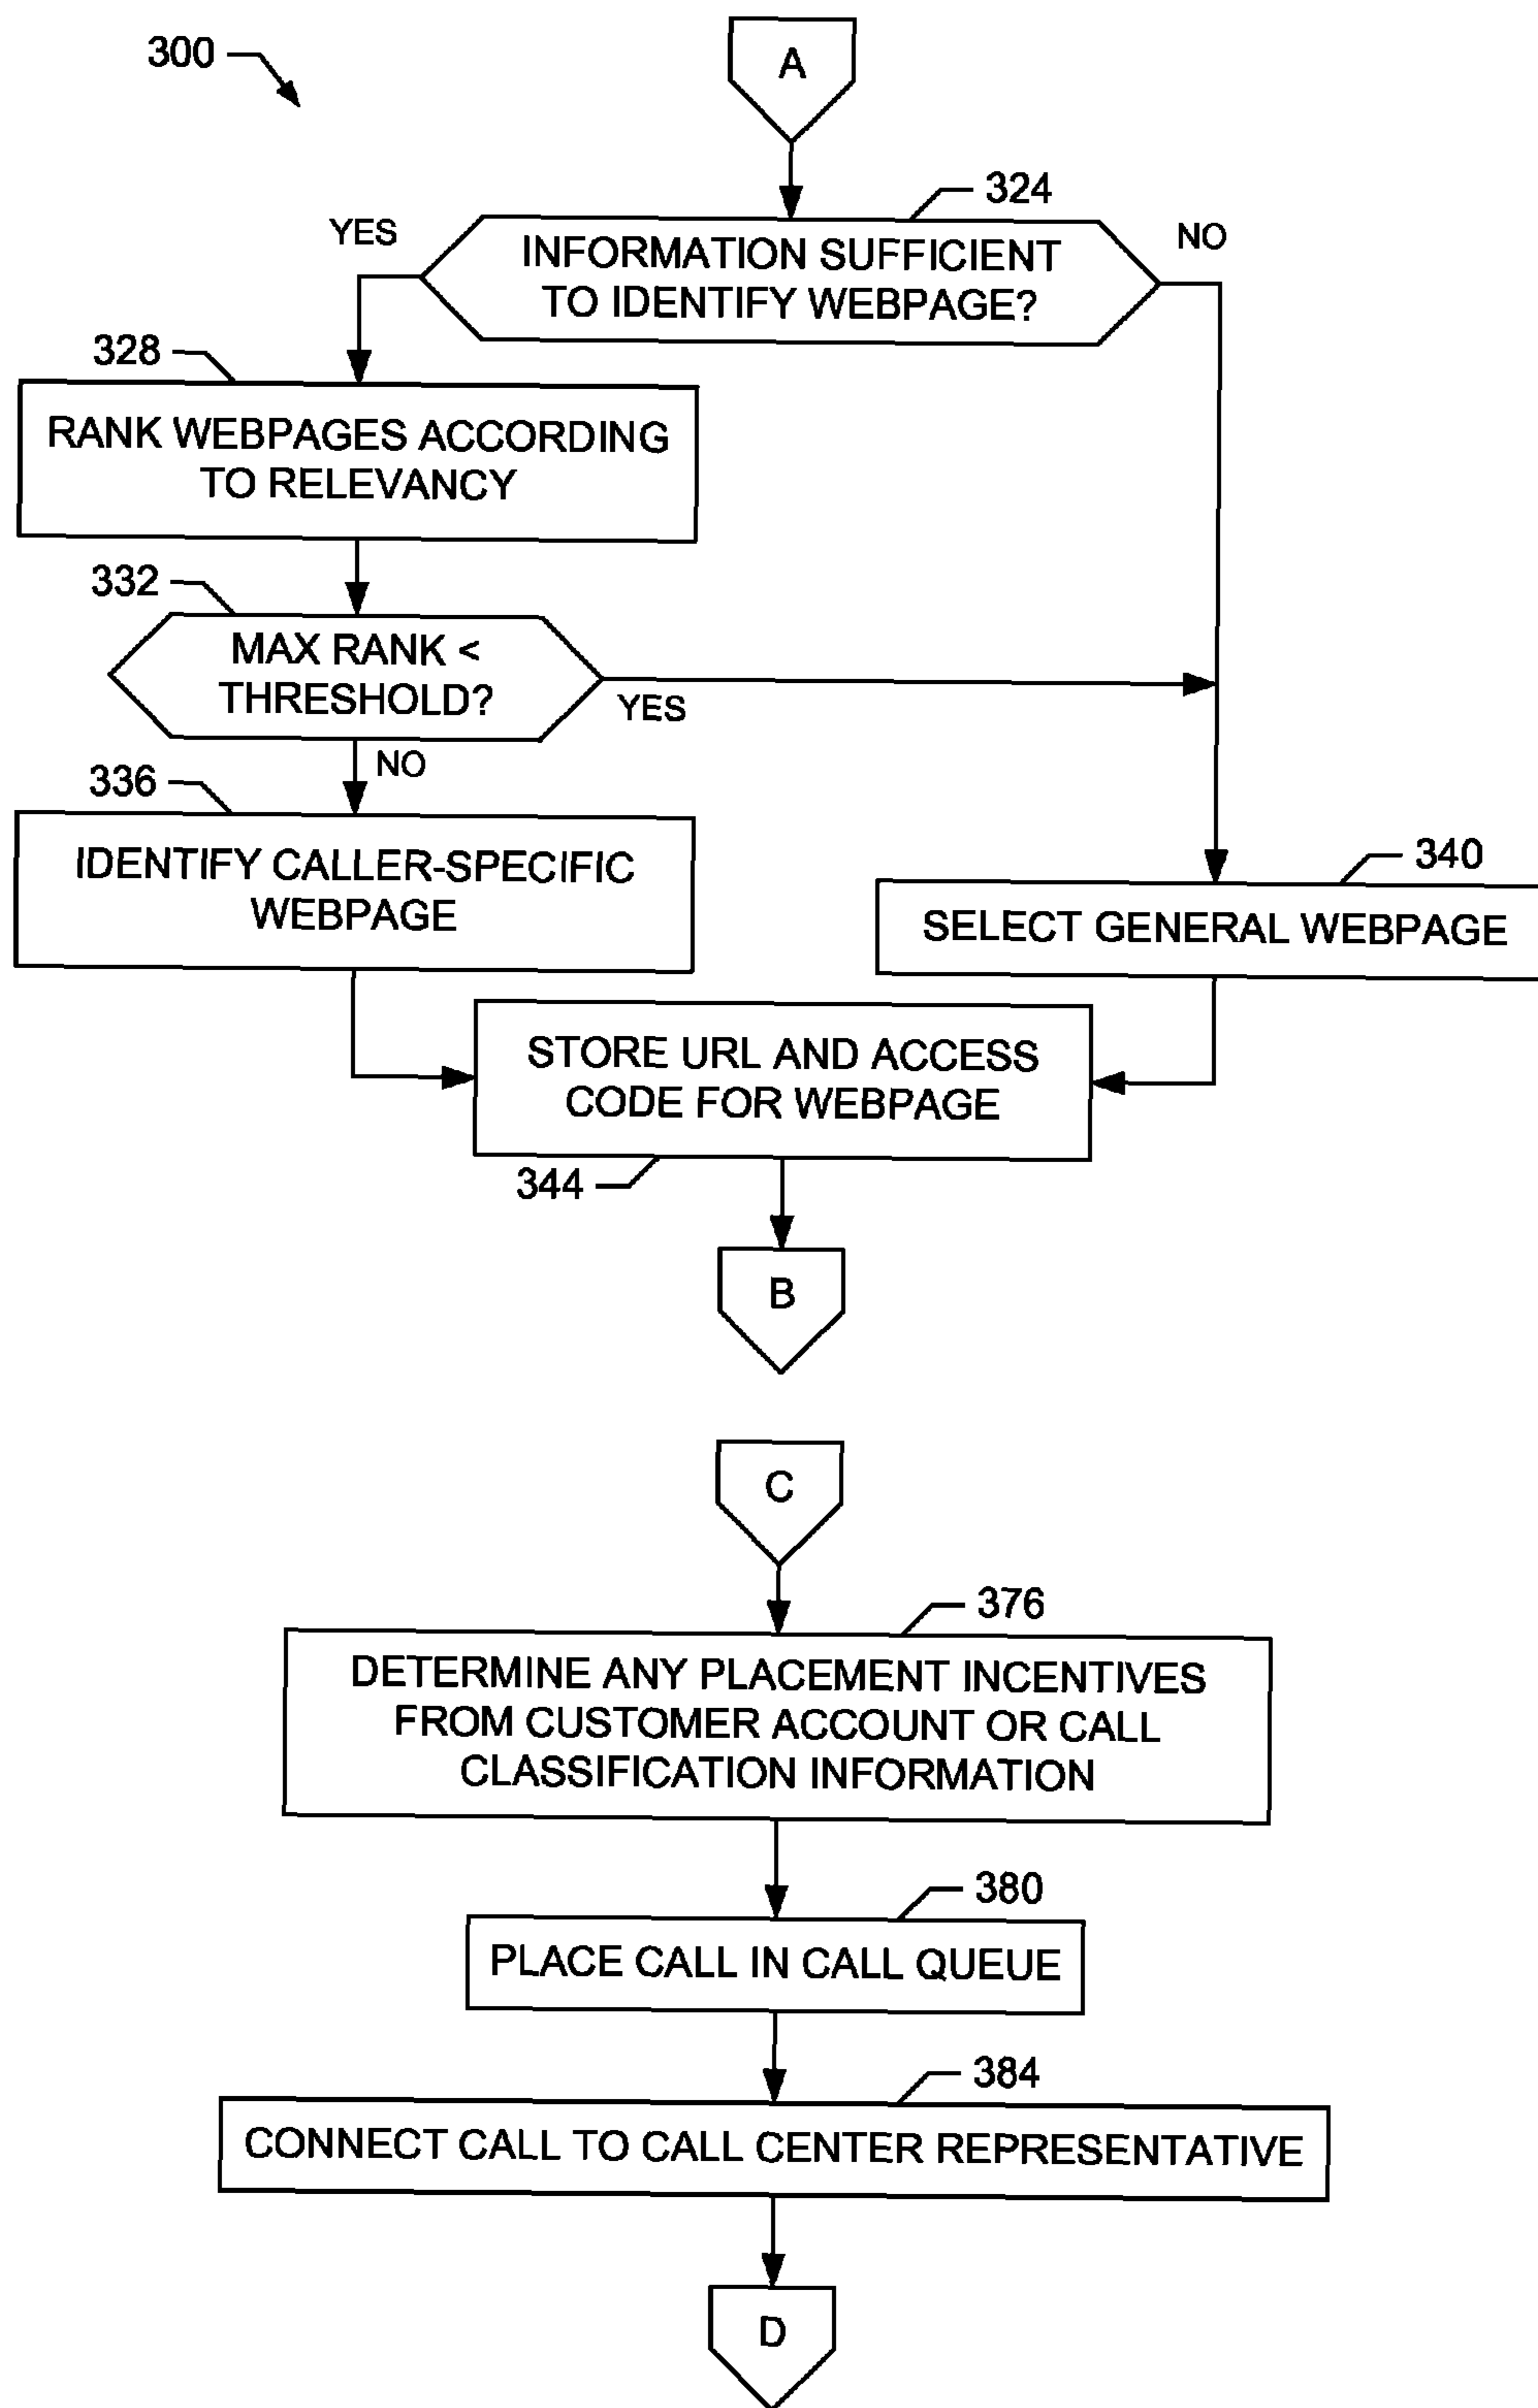 300
A
324
YES
NO
INFORMATION SUFFICIENT
TO IDENTIFY WEBPAGE?
328
RANK WEBPAGES ACCORDING
TO RELEVANCY
332
MAX RANK <
THRESHOLD?
YES
NO
336
IDENTIFY CALLER-SPECIFIC
WEBPAGE
340
SELECT GENERAL WEBPAGE
STORE URL AND ACCESS
CODE FOR WEBPAGE
344
B
C
376
DETERMINE ANY PLACEMENT INCENTIVES
FROM CUSTOMER ACCOUNT OR CALL
CLASSIFICATION INFORMATION
380
PLACE CALL IN CALL QUEUE
384
CONNECT CALL TO CALL CENTER REPRESENTATIVE
D